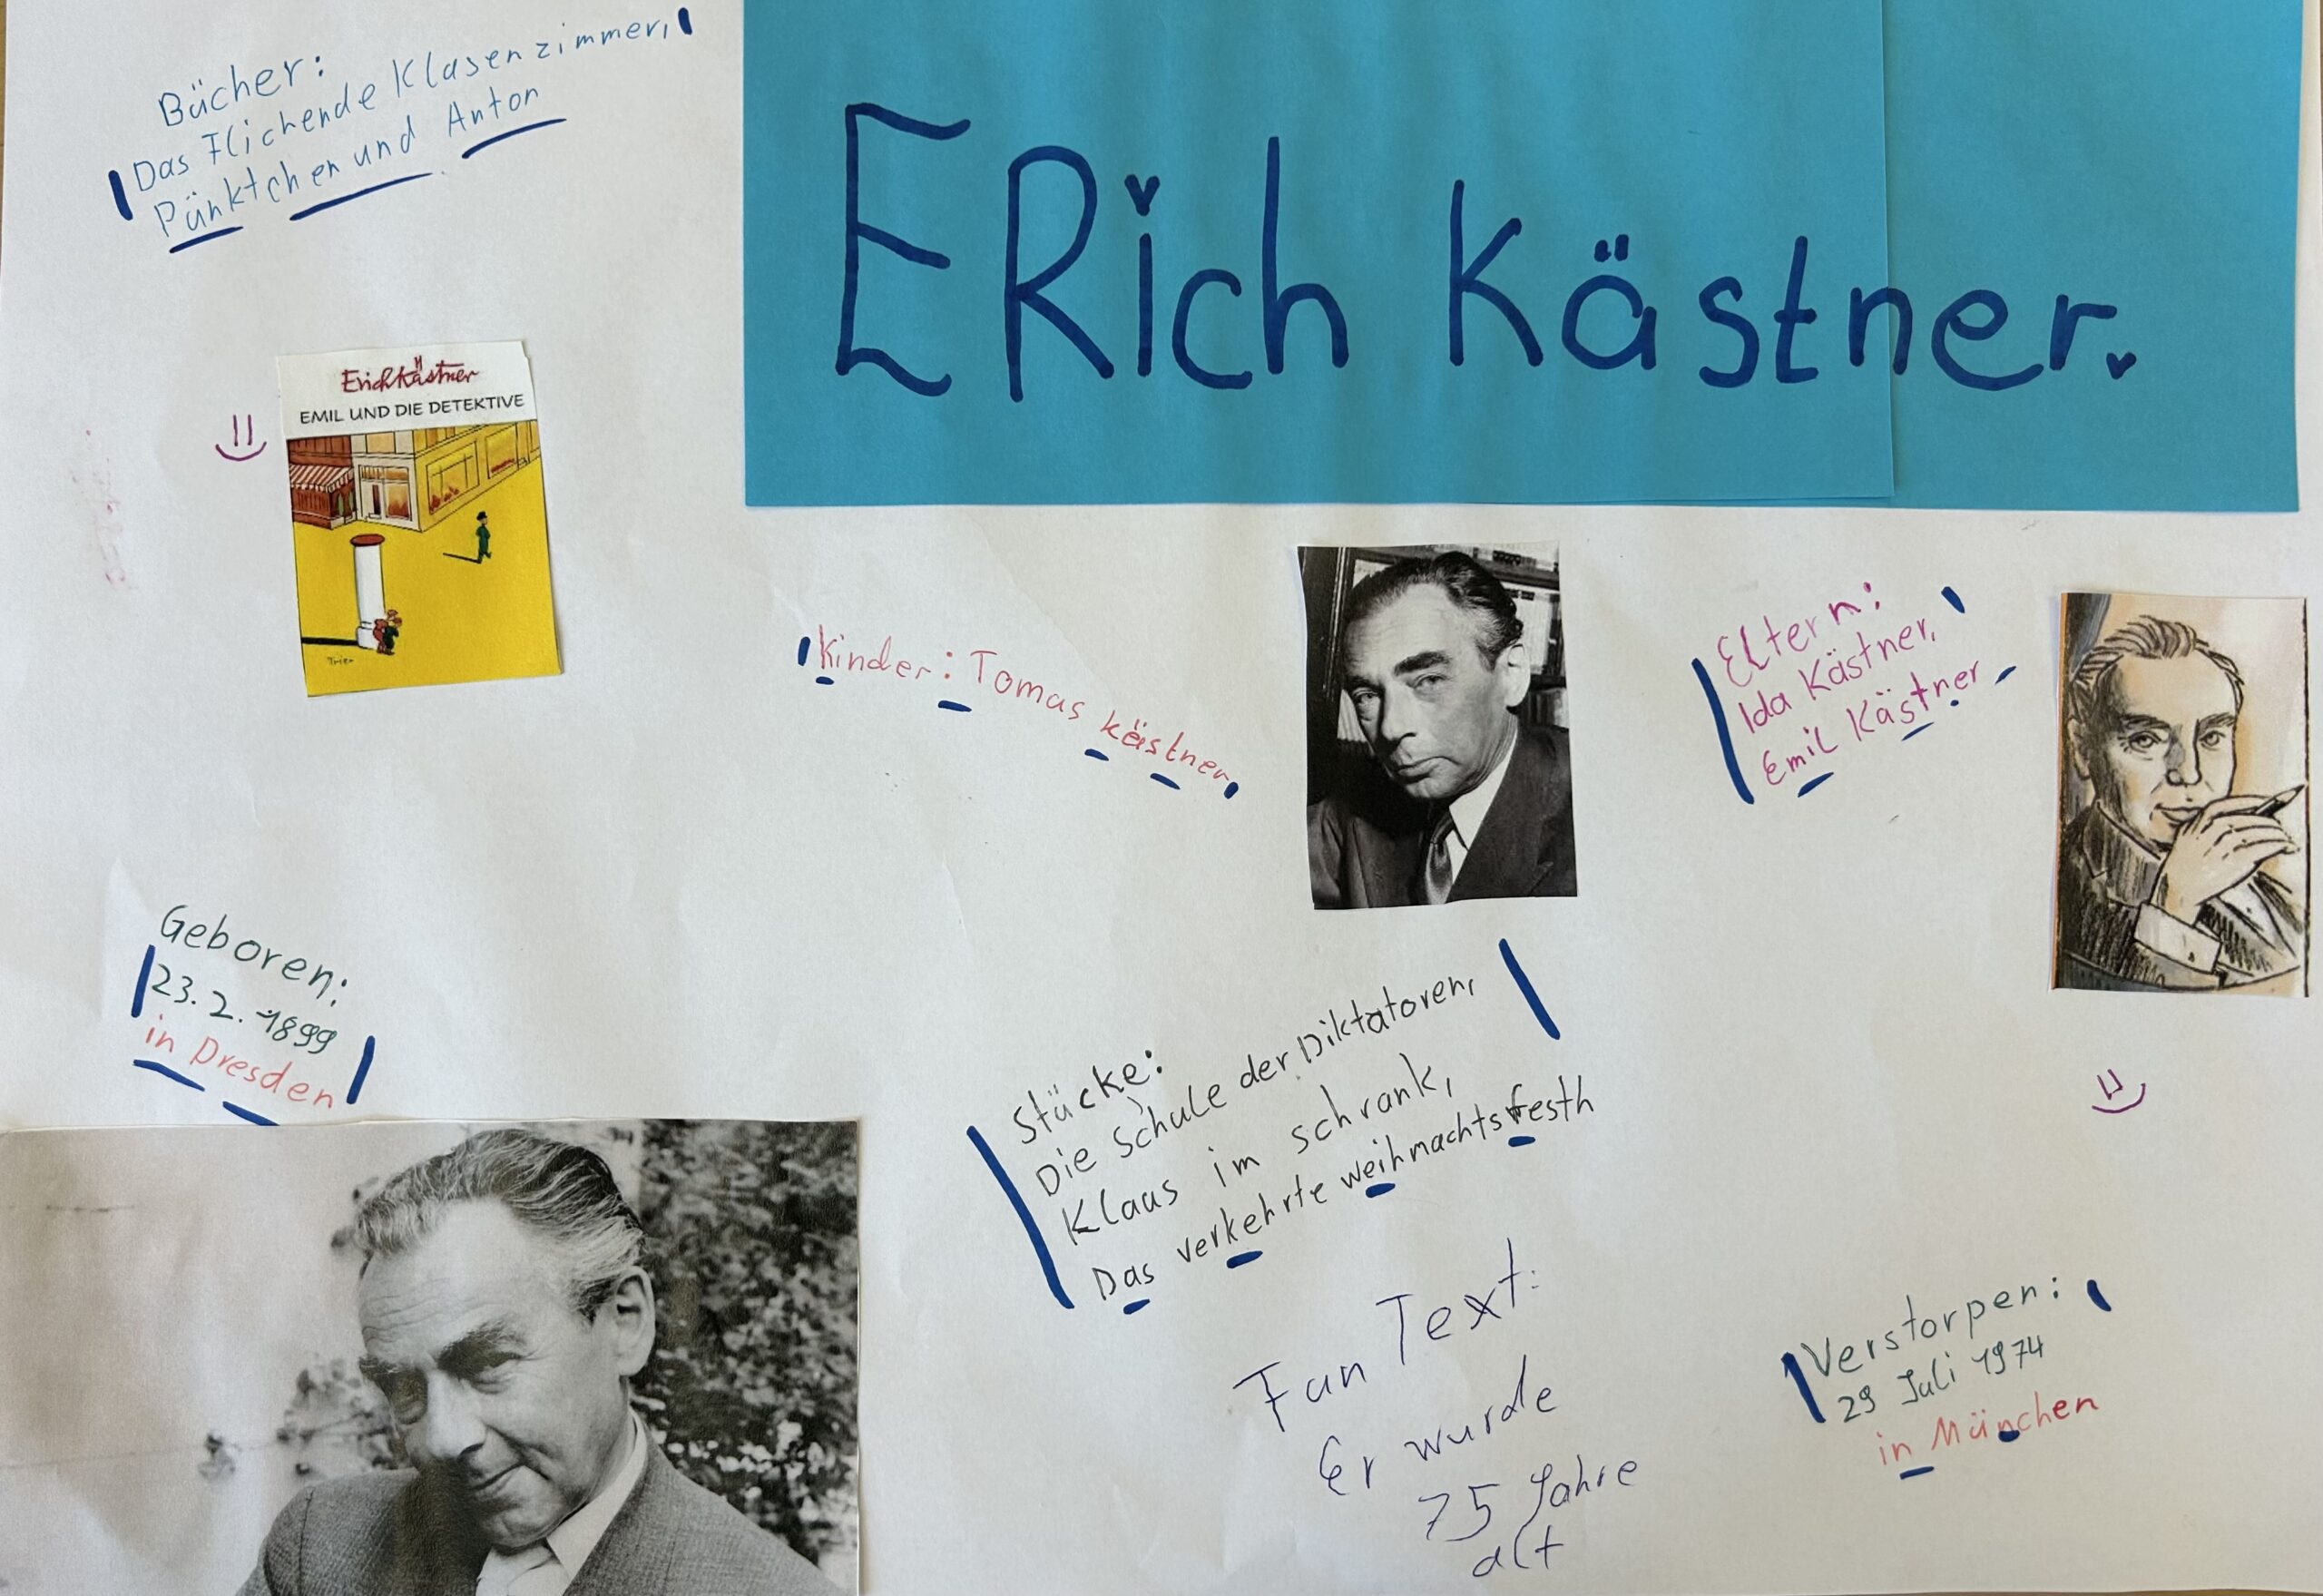 Bücher:
Das Flichende Klasenzimmer,
Pünktchen und Anton
ERich Kästner.
Erich Kästner
EMIL UND DIE DETEKTIVE
Trier
Kinder: Tomas kästner,
Eltern:
Ida Kästner,
Emil Kästner
Geboren:
23.2.1899
in Dresden
Stücke:
Die Schule der Diktatoren,
Klaus im schrank,
Das verkehrte weihmachtsfesth
Fun Text:
Er wurde
75 Jahre
alt
Verstorpen:
29 Juli 1974
in München